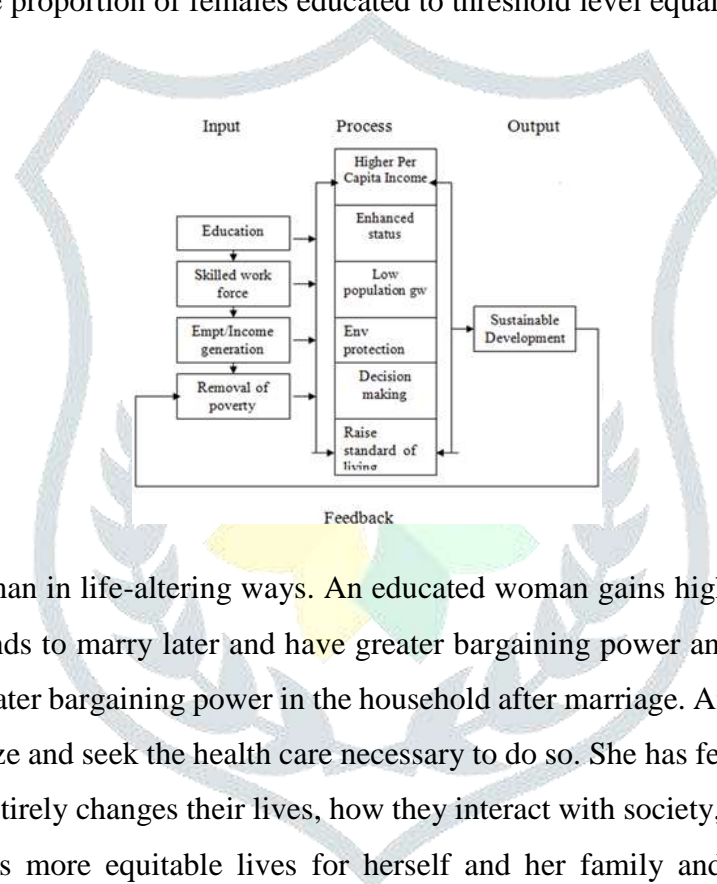 e proportion of females educated to threshold level equal
Input Process Output
Higher Per
Capita Income
Enhanced
status
Education
Skilled work
force
Low
population gw
Empt/Income
generation
Env
protection
Sustainable
Development
Removal of
poverty
Decision
making
Raise
standard of
living
Feedback
man in life-altering ways. An educated woman gains high
nds to marry later and have greater bargaining power an
ater bargaining power in the household after marriage. A
ze and seek the health care necessary to do so. She has fe
tirely changes their lives, how they interact with society,
s more equitable lives for herself and her family and